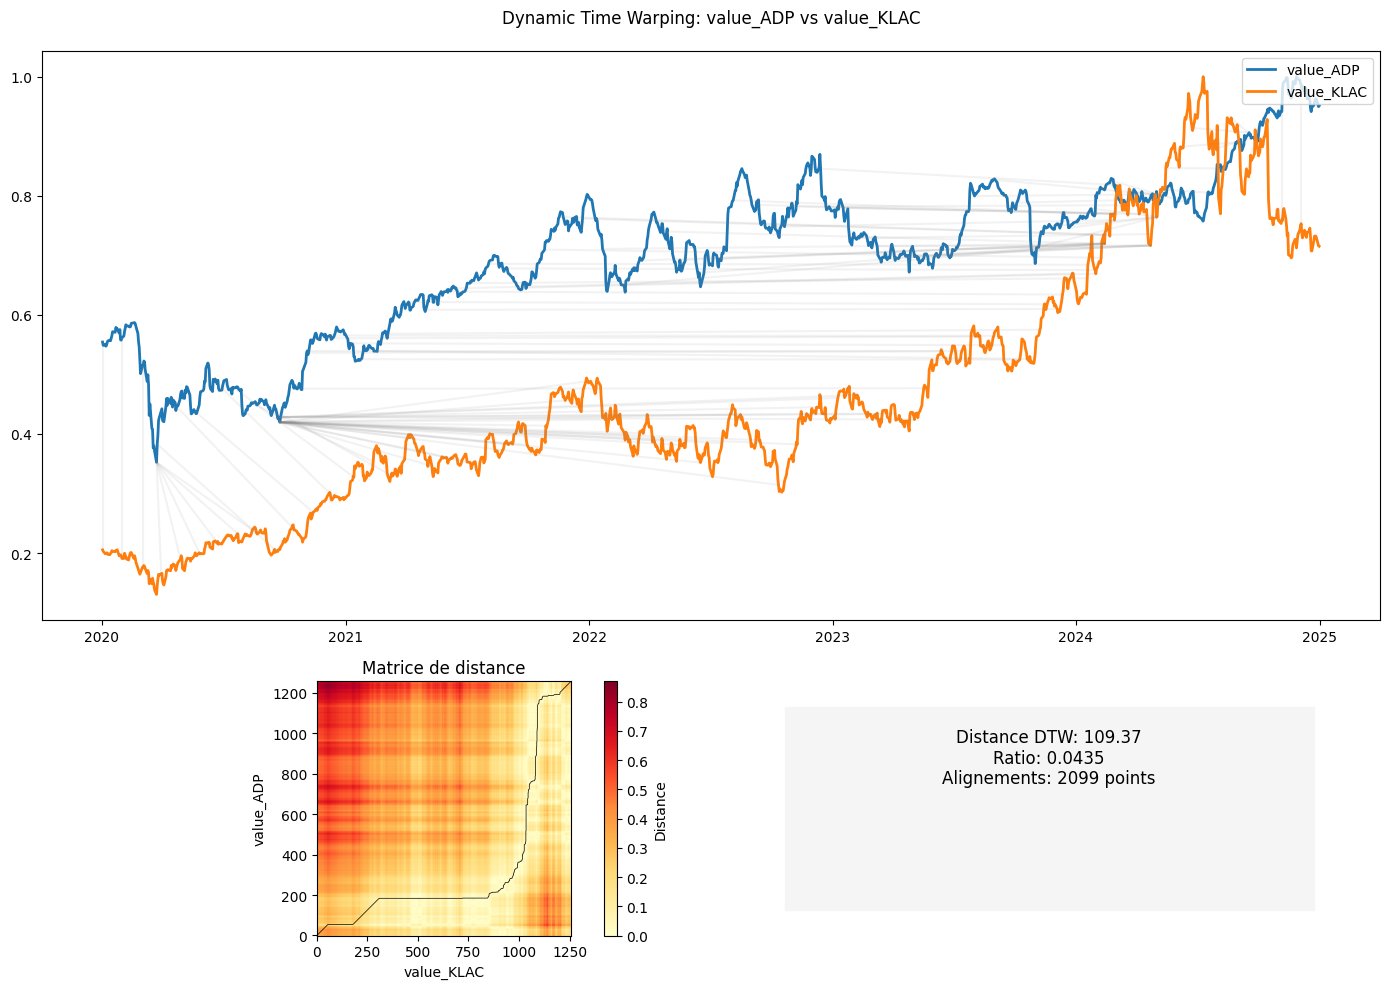 Dynamic Time Warping: value_ADP vs value_KLAC
value_ADP
value_KLAC
1.0
0.8
0.6
0.4
0.2
2020 2021 2022 2023 2024 2025
Matrice de distance
value_ADP
1200
1000
800
600
400
200
0
0 250 500 750 1000 1250
value_KLAC
0.8
0.7
0.6
0.5
0.4
0.3
0.2
0.1
0.0
Distance
Distance DTW: 109.37
Ratio: 0.0435
Alignements: 2099 points